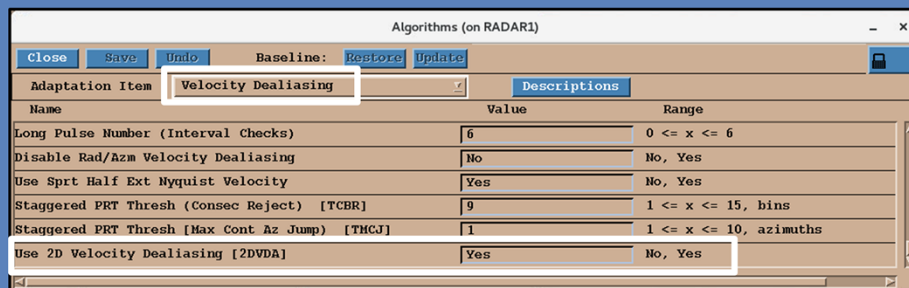 Algorithms (on RADAR1)
Close Save Undo Baseline: Restore Update
Adaptation Item Velocity Dealiasing Descriptions
Name Value Range
Long Pulse Number (Interval Checks) 6 0 <= x <= 6
Disable Rad/Azm Velocity Dealiasing No No, Yes
Use Sprt Half Ext Nyquist Velocity Yes No, Yes
Staggered PRT Thresh (Consec Reject) [TCBR] 9 1 <= x <= 15, bins
Staggered PRT Thresh [Max Cont Az Jump) [TMCJ] 1 1 <= x <= 10, azimuths
Use 2D Velocity Dealiasing [2DVDA] Yes No, Yes